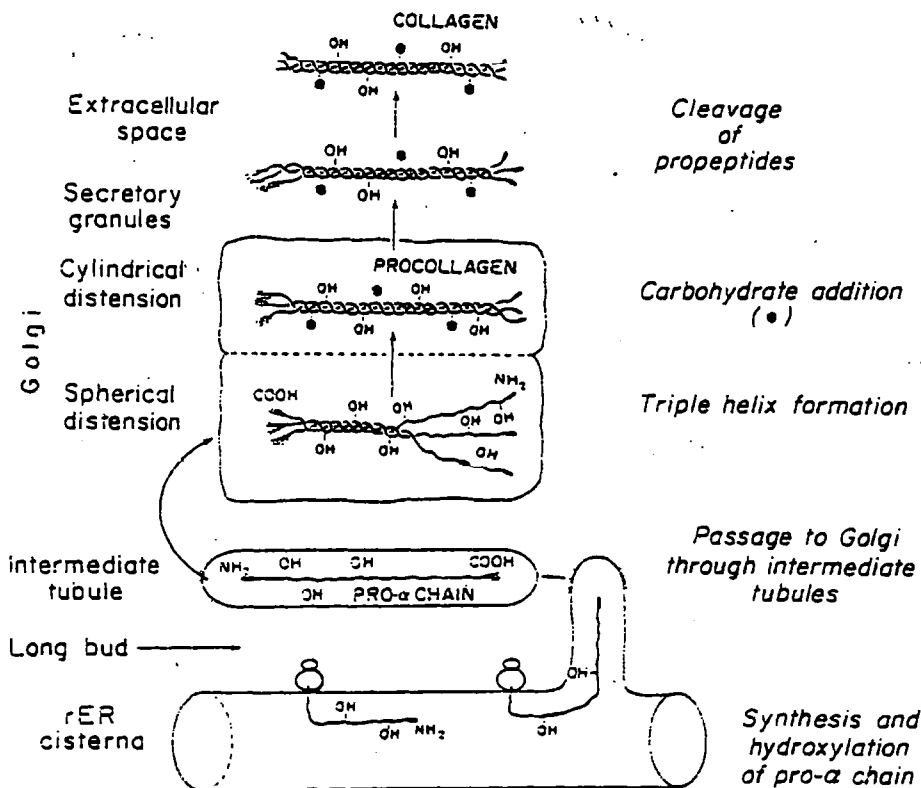 COLLAGEN
OH
OH
OH
Extracellular
space
Cleavage
of
propeptides
OH
OH
OH
Secretory
granules
Golgi
Cylindrical
distension
PROCOLLAGEN
OH
OH
OH
OH
Carbohydrate addition
(●)
Spherical
distension
COOH
NH₂
OH
OH
OH
OH
OH
OH
OH
Triple helix formation
intermediate
tubule
NH₂
OH
OH
COOH
OH
PRO-α CHAIN
Passage to Golgi
through intermediate
tubules
Long bud
OH
rER
cisterna
OH
OH
NH₂
OH
Synthesis and
hydroxylation
of pro-α chain